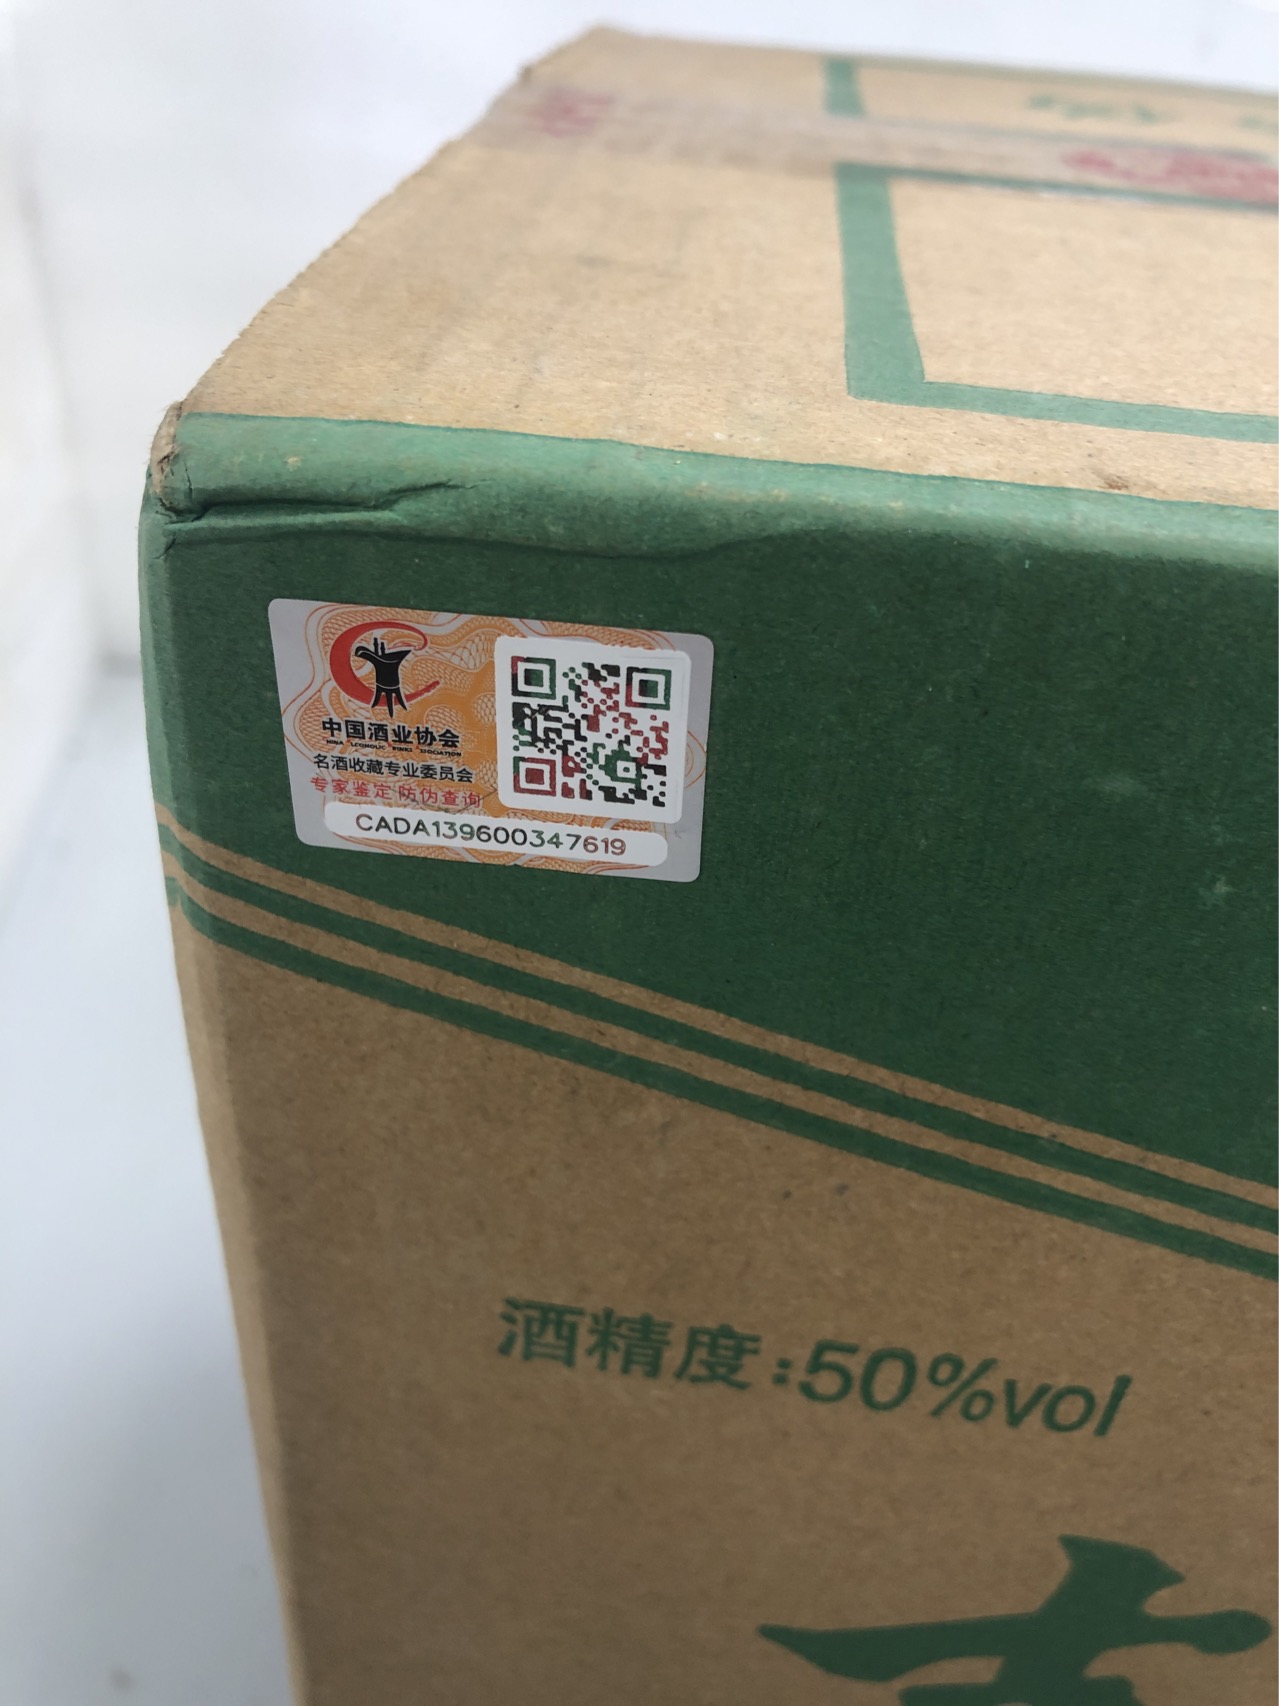 中国酒业协会
名酒收藏专业委员会
专家鉴定 防伪查询
CADA139600347619
酒精度:50%vol